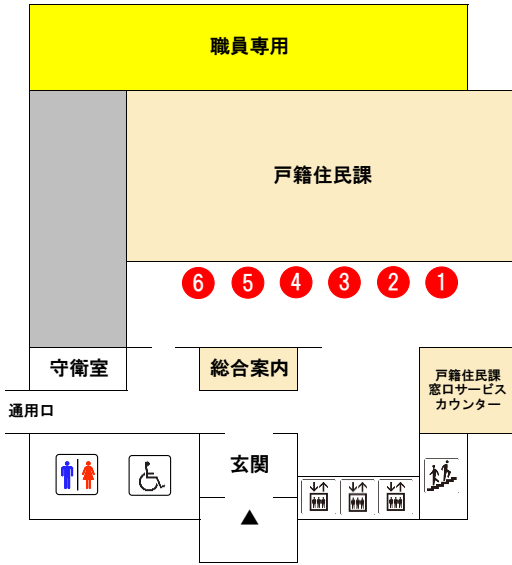 職員専用
戸籍住民課
6 5 4 3 2 1
守衛室
総合案内
戸籍住民課
窓口サービス
カウンター
通用口
玄関